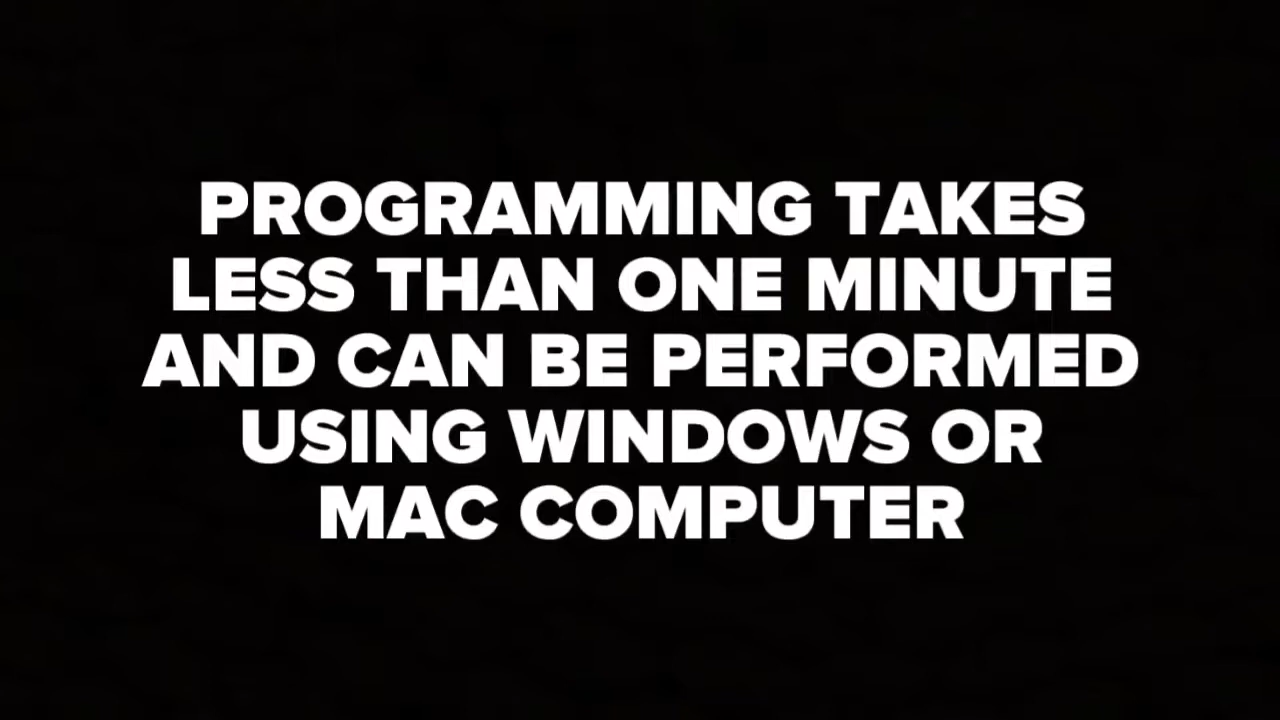 PROGRAMMING TAKES
LESS THAN ONE MINUTE
AND CAN BE PERFORMED
USING WINDOWS OR
MAC COMPUTER